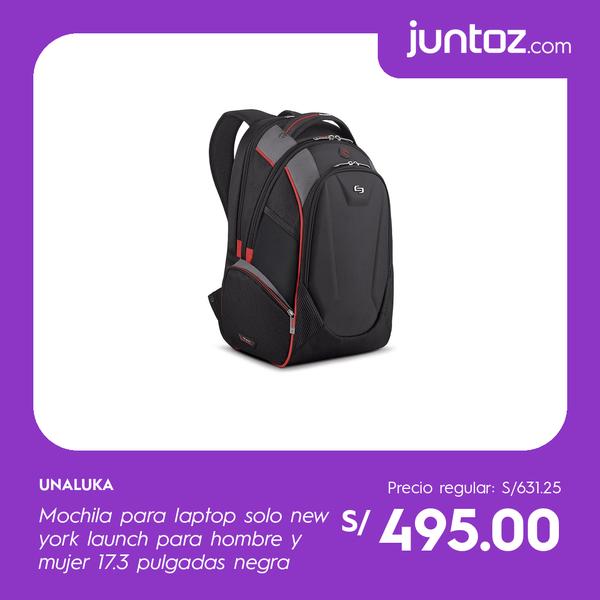 juntoz.com
UNALUKA
Mochila para laptop solo new
york launch para hombre y
mujer 17.3 pulgadas negra
Precio regular: S/631.25
S/ 495.00